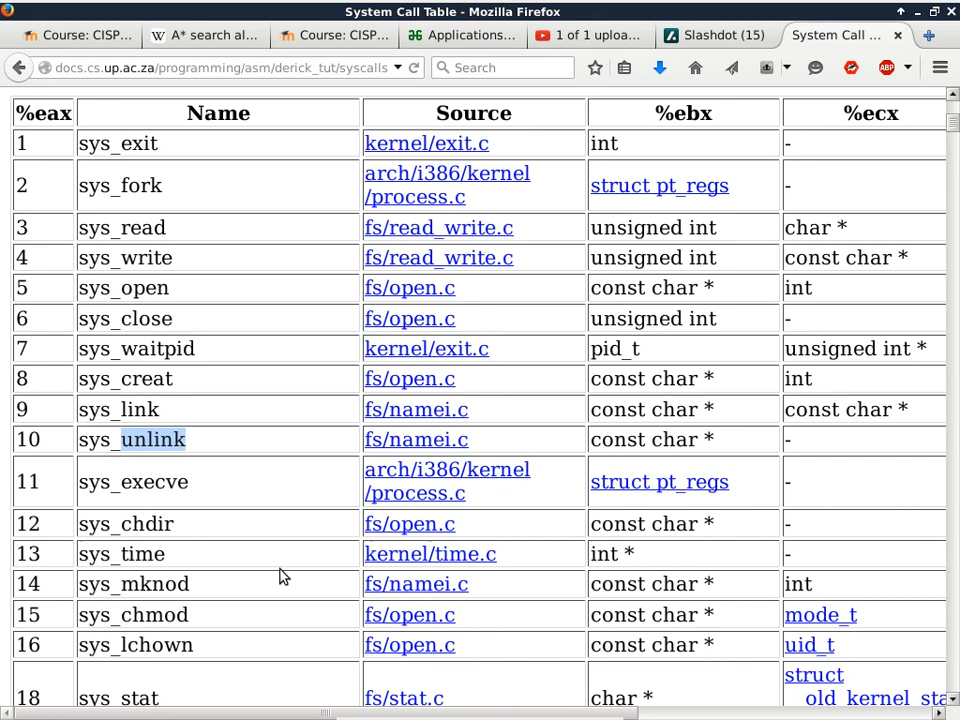 System Call Table - Mozilla Firefox
Course: CISP... W A* search al... Course: CISP... Applications... 1 of 1 uploa... Slashdot (15) System Call ...
docs.cs.up.ac.za/programming/asm/derick_tut/syscalls Search ABP
%eax Name Source %ebx %ecx
1 sys_exit kernel/exit.c int -
2 sys_fork arch/i386/kernel struct pt_regs -
/process.c
3 sys_read fs/read_write.c unsigned int char *
4 sys_write fs/read_write.c unsigned int const char *
5 sys_open fs/open.c const char * int
6 sys_close fs/open.c unsigned int -
7 sys_waitpid kernel/exit.c pid_t unsigned int *
8 sys_creat fs/open.c const char * int
9 sys_link fs/namei.c const char * const char *
10 sys_unlink fs/namei.c const char * -
11 sys_execve arch/i386/kernel struct pt_regs -
/process.c
12 sys_chdir fs/open.c const char * -
13 sys_time kernel/time.c int * -
14 sys_mknod fs/namei.c const char * int
15 sys_chmod fs/open.c const char * mode_t
16 sys_lchown fs/open.c const char * uid_t
18 sys_stat fs/stat.c char * struct
__old_kernel_sta